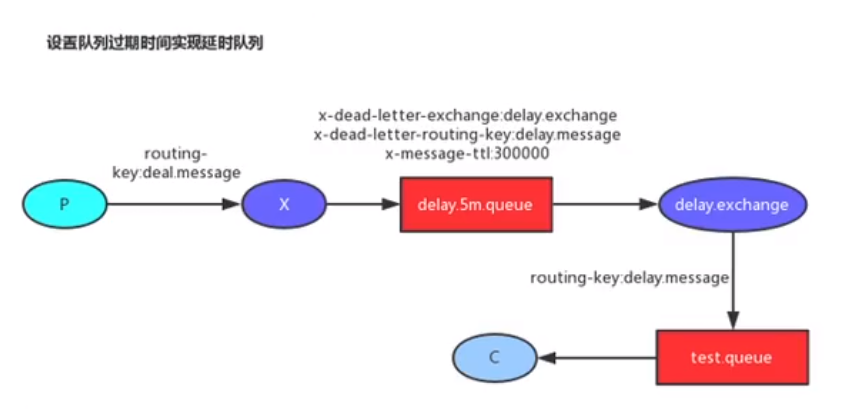 设置队列过期时间实现延时队列
x-dead-letter-exchange:delay.exchange
x-dead-letter-routing-key:delay.message
x-message-ttl:300000
routing-
key:deal.message
P
X
delay.5m.queue
delay.exchange
routing-key:delay.message
C
test.queue